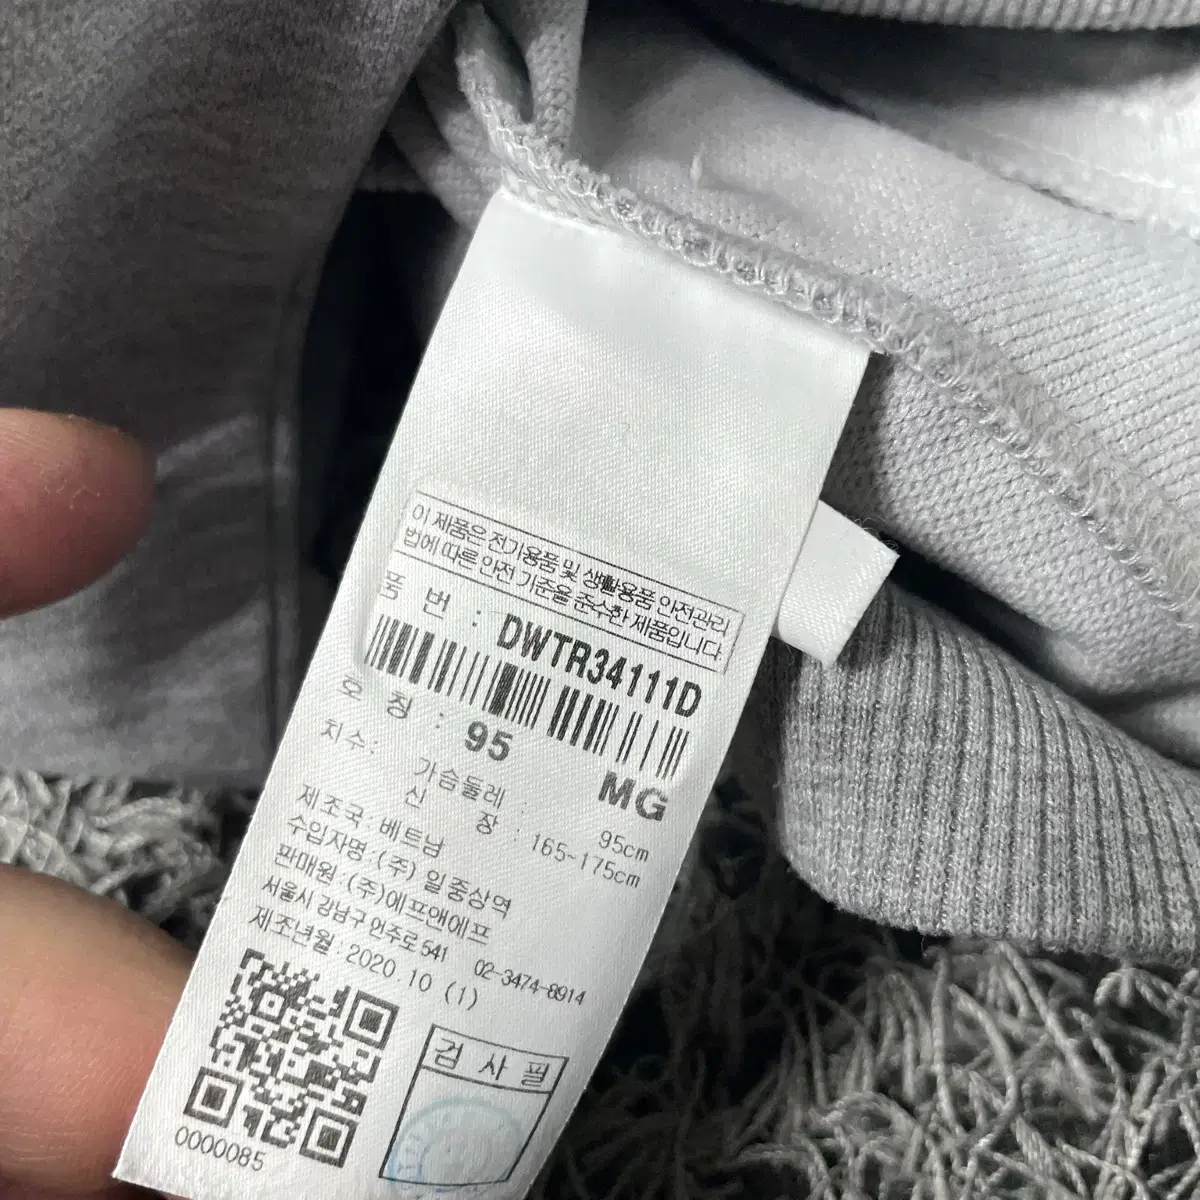 이 제품은 전기용품 및 생활용품 안전관리
법에 따른 안전 기준을 준수한 제품입니다.
품 번 : DWTR34111D
호 칭 : 95 MG
치수:
가슴둘레 : 95cm
신 장 : 165~175cm
제조국 : 베트남
수입자명 (주) 일중상역
판매원 (주)에프앤에프
서울시 강남구 언주로 541 02-3474-8914
제조년월 : 2020.10 (1)
0000085
검 사 필